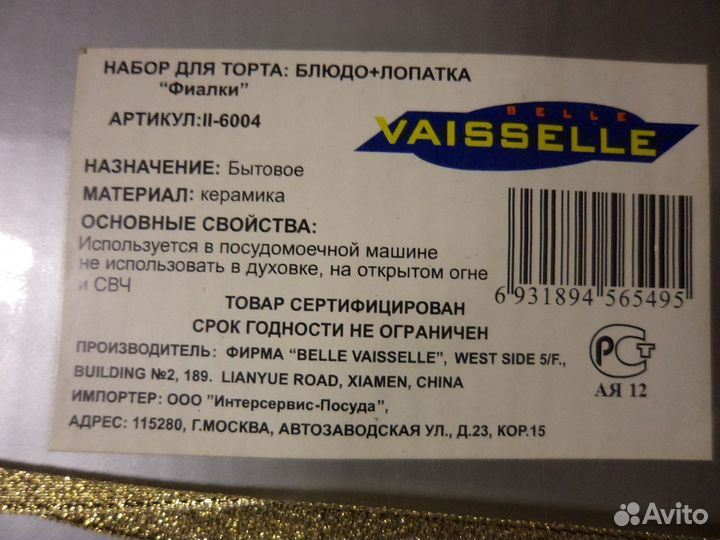 НАБОР ДЛЯ ТОРТА: БЛЮДО+ЛОПАТКА
"Фиалки"
АРТИКУЛ:II-6004
BELLE
VAISSELLE
НАЗНАЧЕНИЕ: Бытовое
МАТЕРИАЛ: керамика
ОСНОВНЫЕ СВОЙСТВА:
Используется в посудомоечной машине
не использовать в духовке, на открытом огне
и СВЧ
6 931894 565495
ТОВАР СЕРТИФИЦИРОВАН
СРОК ГОДНОСТИ НЕ ОГРАНИЧЕН
РСТ
АЯ 12
ПРОИЗВОДИТЕЛЬ: ФИРМА "BELLE VAISSELLE", WEST SIDE 5/F.,
BUILDING №2, 189. LIANYUE ROAD, XIAMEN, CHINA
ИМПОРТЕР: ООО "Интерсервис-Посуда",
АДРЕС: 115280, Г.МОСКВА, АВТОЗАВОДСКАЯ УЛ., Д.23, КОР.15
Avito